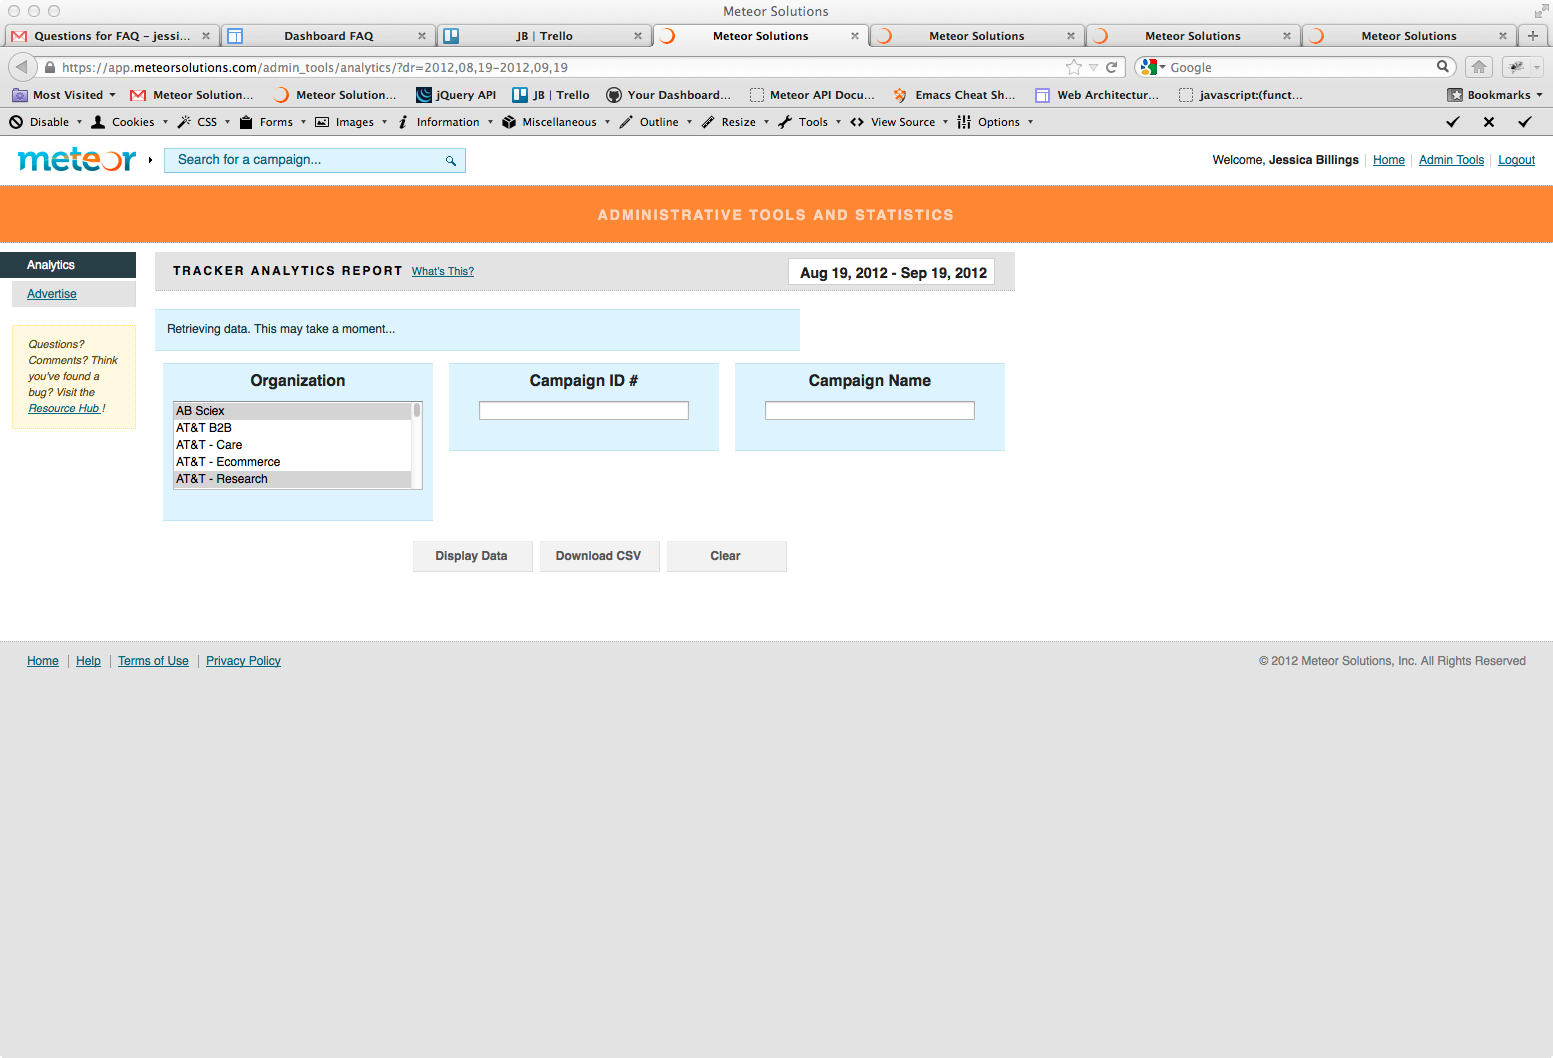 Meteor Solutions
Questions for FAQ – jessi...
Dashboard FAQ
JB | Trello
Meteor Solutions
Meteor Solutions
Meteor Solutions
Meteor Solutions
https://app.meteorsolutions.com/admin_tools/analytics/?dr=2012,08,19-2012,09,19
Google
Most Visited
Meteor Solution...
Meteor Solution...
jQuery API
JB | Trello
Your Dashboard...
Meteor API Docu...
Emacs Cheat Sh...
Web Architectur...
javascript:(funct...
Bookmarks
Disable
Cookies
CSS
Forms
Images
Information
Miscellaneous
Outline
Resize
Tools
View Source
Options
meteor
Search for a campaign...
Welcome, Jessica Billings
Home
Admin Tools
Logout
ADMINISTRATIVE TOOLS AND STATISTICS
Analytics
Advertise
Questions?
Comments? Think
you've found a
bug? Visit the
Resource Hub !
TRACKER ANALYTICS REPORT What's This?
Aug 19, 2012 - Sep 19, 2012
Retrieving data. This may take a moment...
Organization
AB Sciex
AT&T B2B
AT&T - Care
AT&T - Ecommerce
AT&T - Research
Campaign ID #
Campaign Name
Display Data
Download CSV
Clear
Home
Help
Terms of Use
Privacy Policy
© 2012 Meteor Solutions, Inc. All Rights Reserved